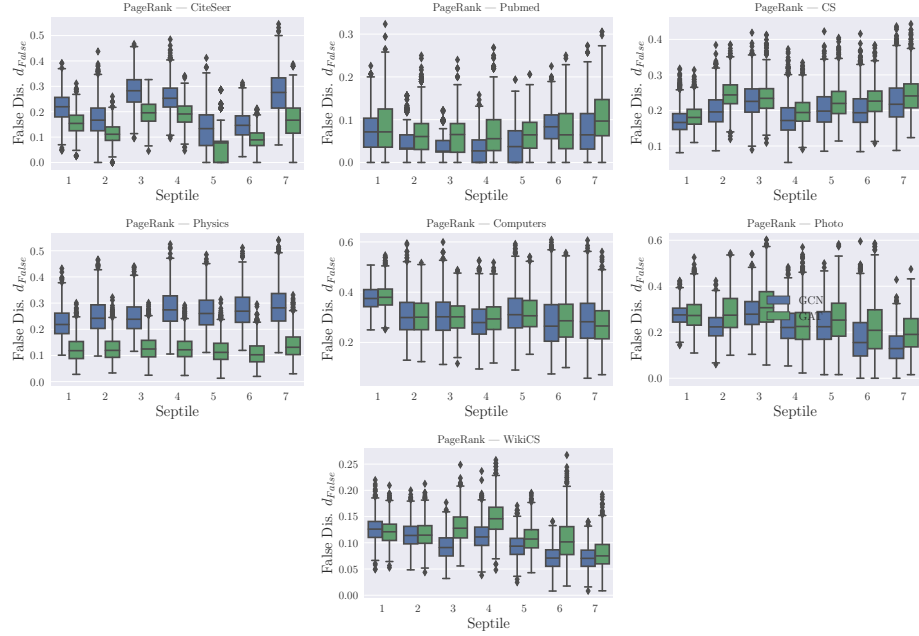 PageRank — CiteSeer
False Dis. d_False
0.5
0.4
0.3
0.2
0.1
0.0
1 2 3 4 5 6 7
Septile
PageRank — Pubmed
False Dis. d_False
0.3
0.2
0.1
0.0
1 2 3 4 5 6 7
Septile
PageRank — CS
False Dis. d_False
0.4
0.3
0.2
0.1
1 2 3 4 5 6 7
Septile
PageRank — Physics
False Dis. d_False
0.5
0.4
0.3
0.2
0.1
0.0
1 2 3 4 5 6 7
Septile
PageRank — Computers
False Dis. d_False
0.6
0.4
0.2
1 2 3 4 5 6 7
Septile
PageRank — Photo
False Dis. d_False
0.6
0.4
0.2
0.0
GCN
GAT
1 2 3 4 5 6 7
Septile
PageRank — WikiCS
False Dis. d_False
0.25
0.20
0.15
0.10
0.05
0.00
1 2 3 4 5 6 7
Septile